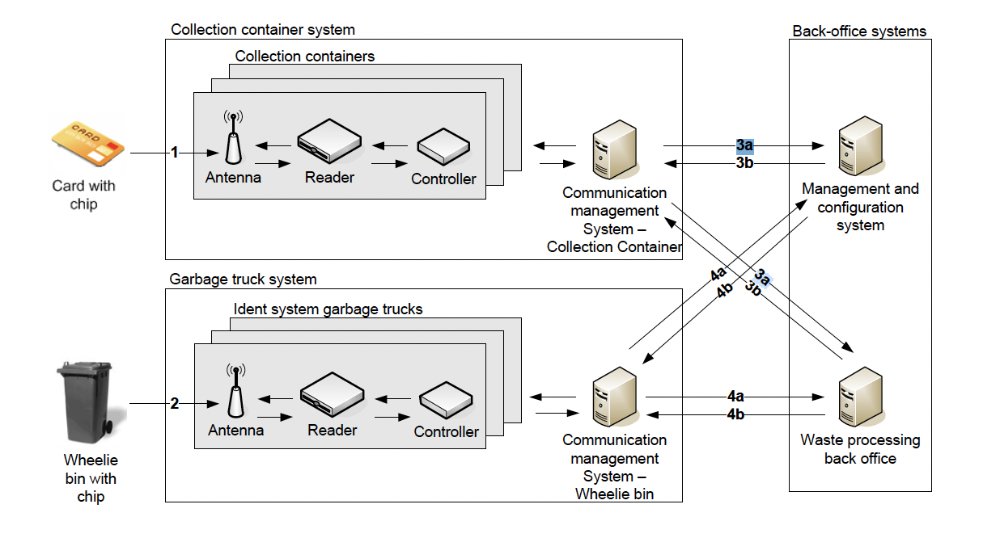 Collection container system
Back-office systems
Collection containers
CARD
1
3a
3b
Antenna
Reader
Controller
Card with
chip
Communication
management
System –
Collection Container
Management and
configuration
system
4a
4b
3a
3b
Garbage truck system
Ident system garbage trucks
2
4a
4b
Antenna
Reader
Controller
Communication
management
System –
Wheelie bin
Waste processing
back office
Wheelie
bin with
chip